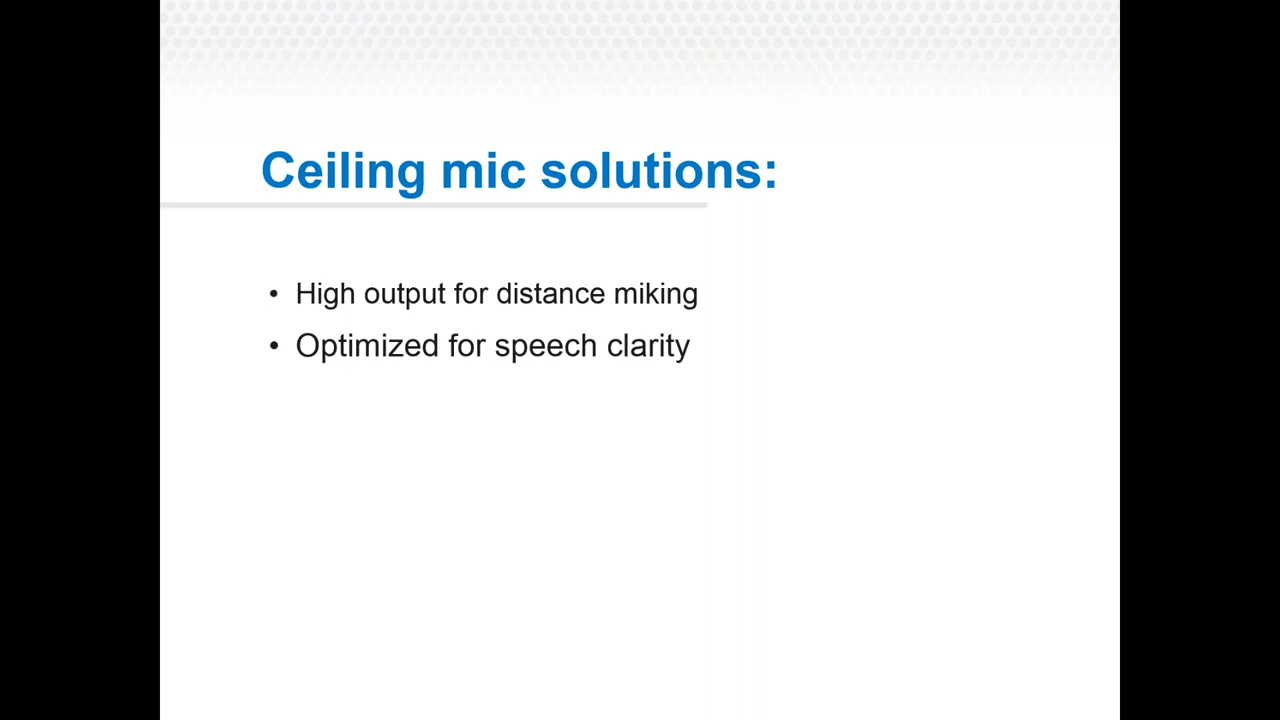 Ceiling mic solutions:
• High output for distance miking
• Optimized for speech clarity